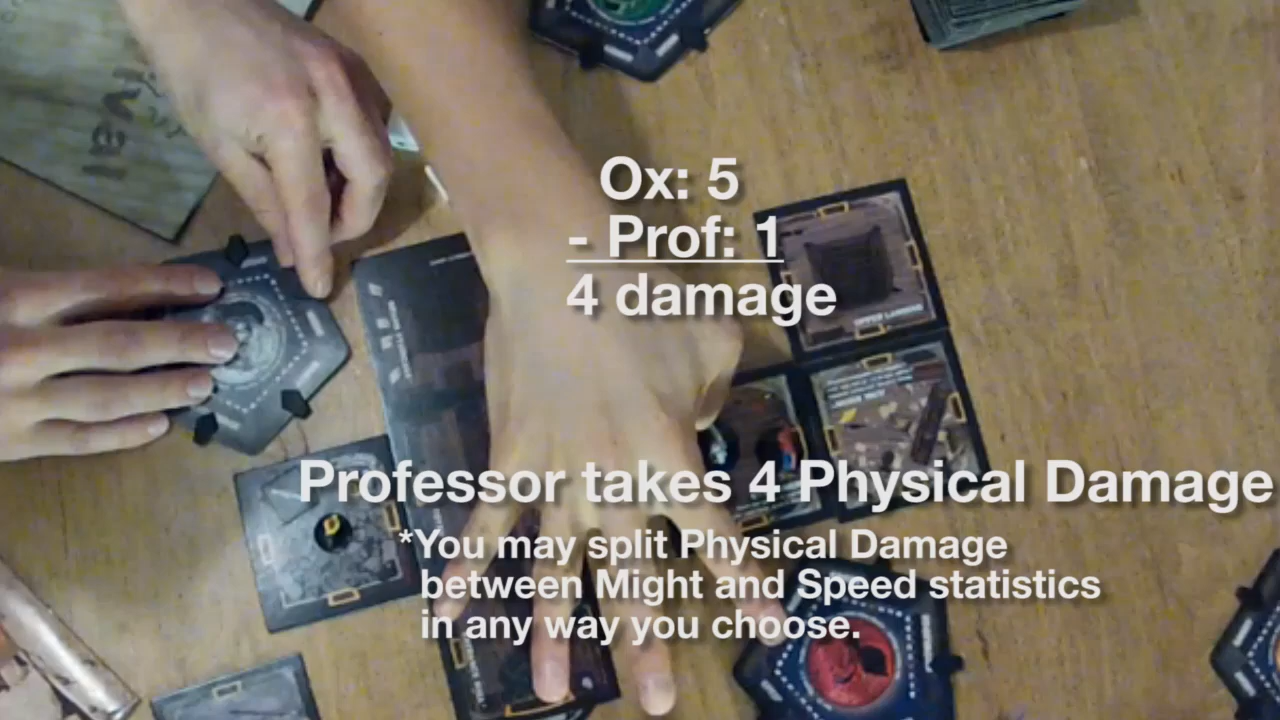 Ox: 5
- Prof: 1
4 damage
Professor takes 4 Physical Damage
*You may split Physical Damage
between Might and Speed statistics
in any way you choose.